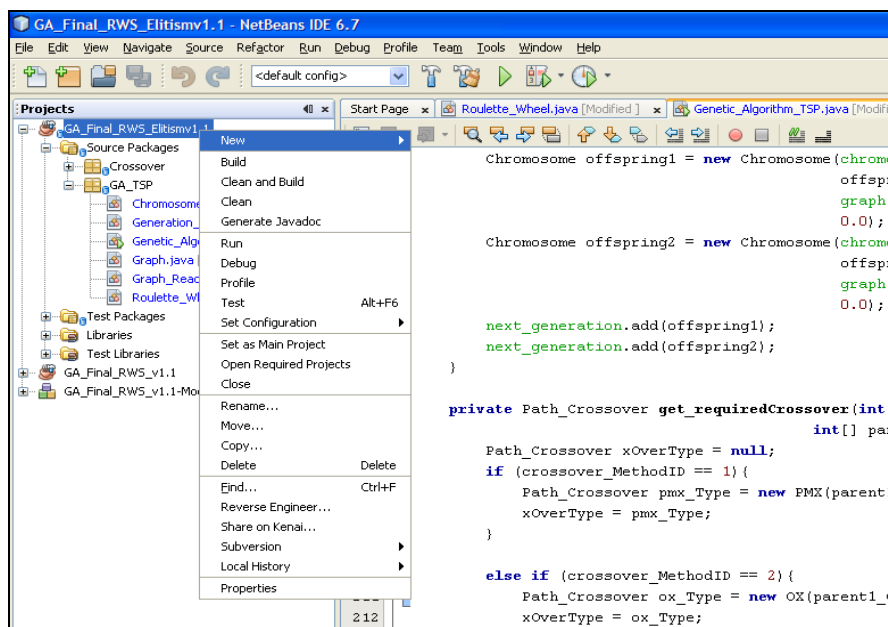 GA_Final_RWS_Elitismv1.1 - NetBeans IDE 6.7
File Edit View Navigate Source Refactor Run Debug Profile Team Tools Window Help
<default config>
Projects
Start Page
Roulette_Wheel.java [Modified ]
Genetic_Algorithm_TSP.java [Modifi
GA_Final_RWS_Elitismv1.1
Source Packages
Crossover
GA_TSP
Chromosome
Generation_
Genetic_Algo
Graph.java [
Graph_Read
Roulette_Wh
Test Packages
Libraries
Test Libraries
GA_Final_RWS_v1.1
GA_Final_RWS_v1.1-Mo
New
Build
Clean and Build
Clean
Generate Javadoc
Run
Debug
Profile
Test Alt+F6
Set Configuration
Set as Main Project
Open Required Projects
Close
Rename...
Move...
Copy...
Delete Delete
Find... Ctrl+F
Reverse Engineer...
Share on Kenai...
Subversion
Local History
Properties
Chromosome offspring1 = new Chromosome(chromo
offspri
graph
0.0);
Chromosome offspring2 = new Chromosome(chromo
offspri
graph
0.0);
next_generation.add(offspring1);
next_generation.add(offspring2);
}
private Path_Crossover get_requiredCrossover(int
int[] par
Path_Crossover xOverType = null;
if (crossover_MethodID == 1){
Path_Crossover pmx_Type = new PMX(parent1
xOverType = pmx_Type;
}
else if (crossover_MethodID == 2){
Path_Crossover ox_Type = new OX(parent1_
212 xOverType = ox_Type;